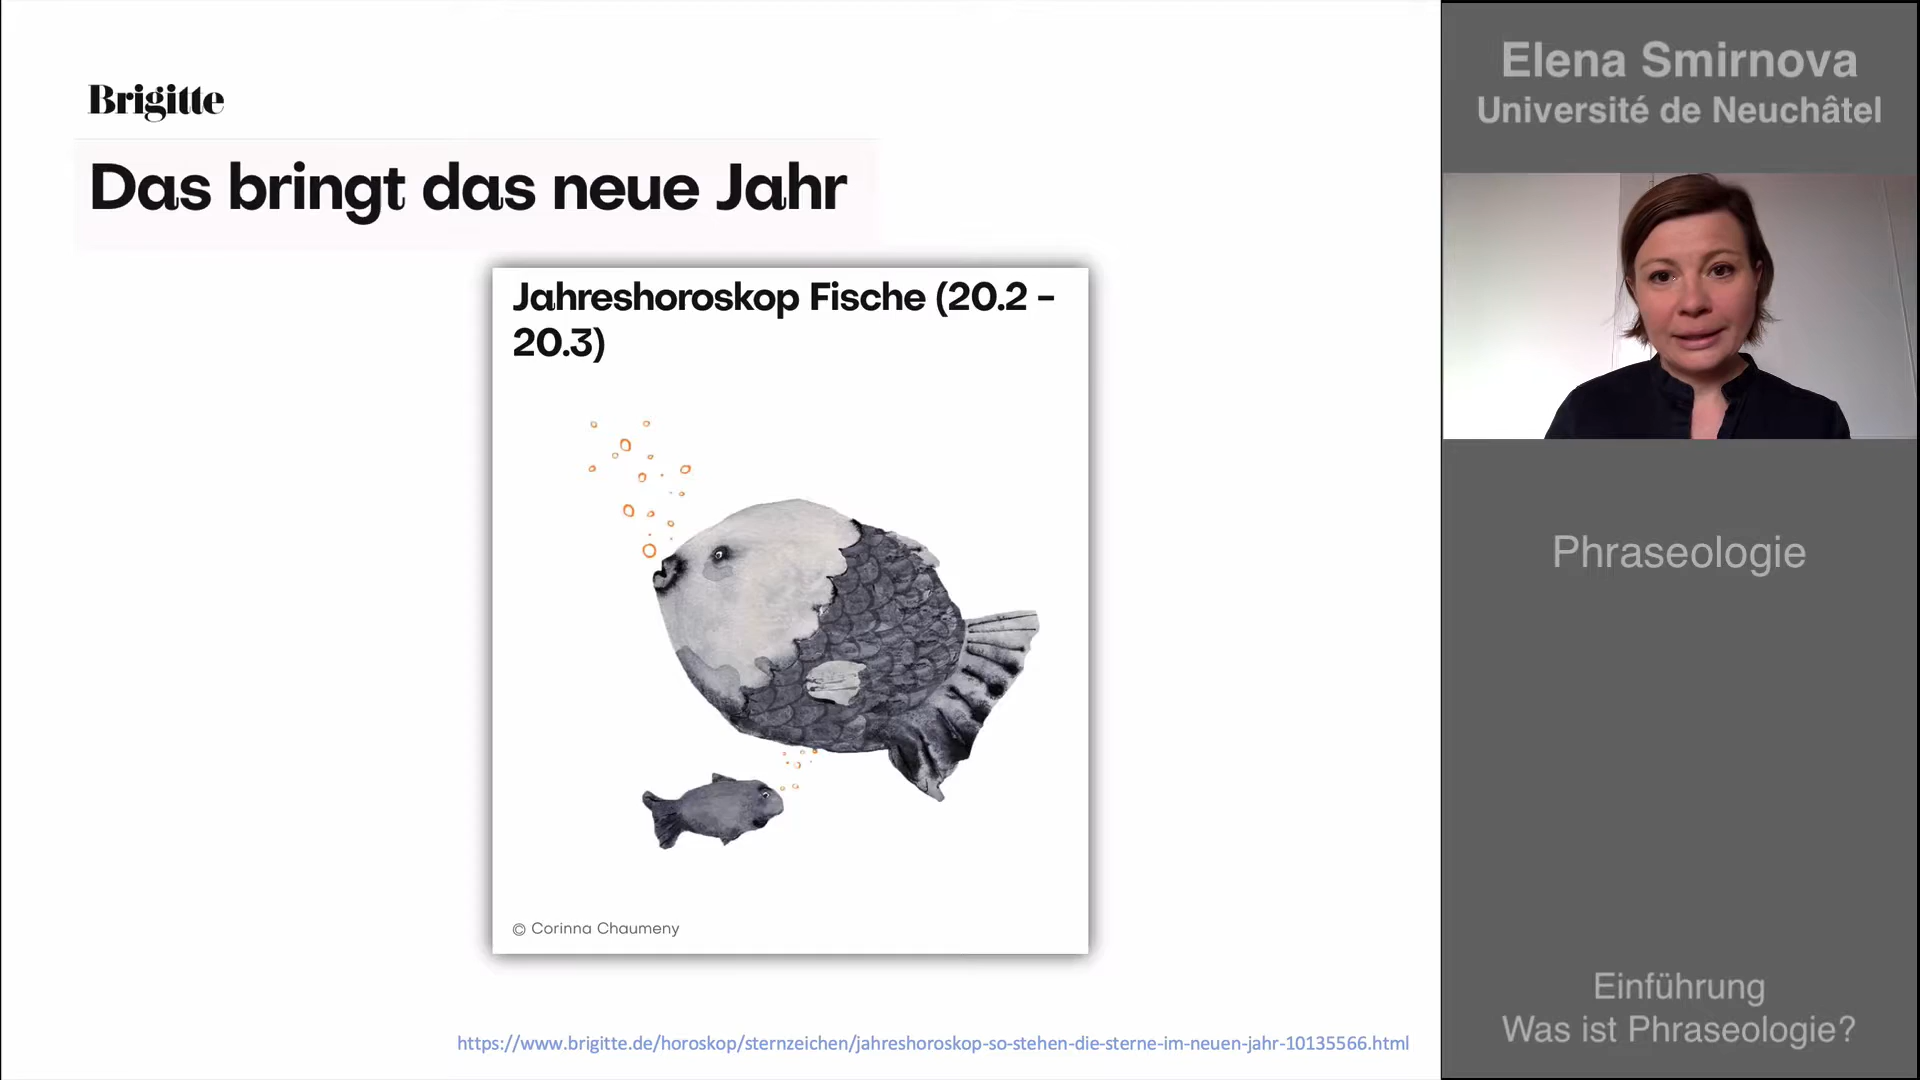 Brigitte
Das bringt das neue Jahr
Jahreshoroskop Fische (20.2 –
20.3)
© Corinna Chaumeny
https://www.brigitte.de/horoskop/sternzeichen/jahreshoroskop-so-stehen-die-sterne-im-neuen-jahr-10135566.html
Elena Smirnova
Université de Neuchâtel
Phraseologie
Einführung
Was ist Phraseologie?